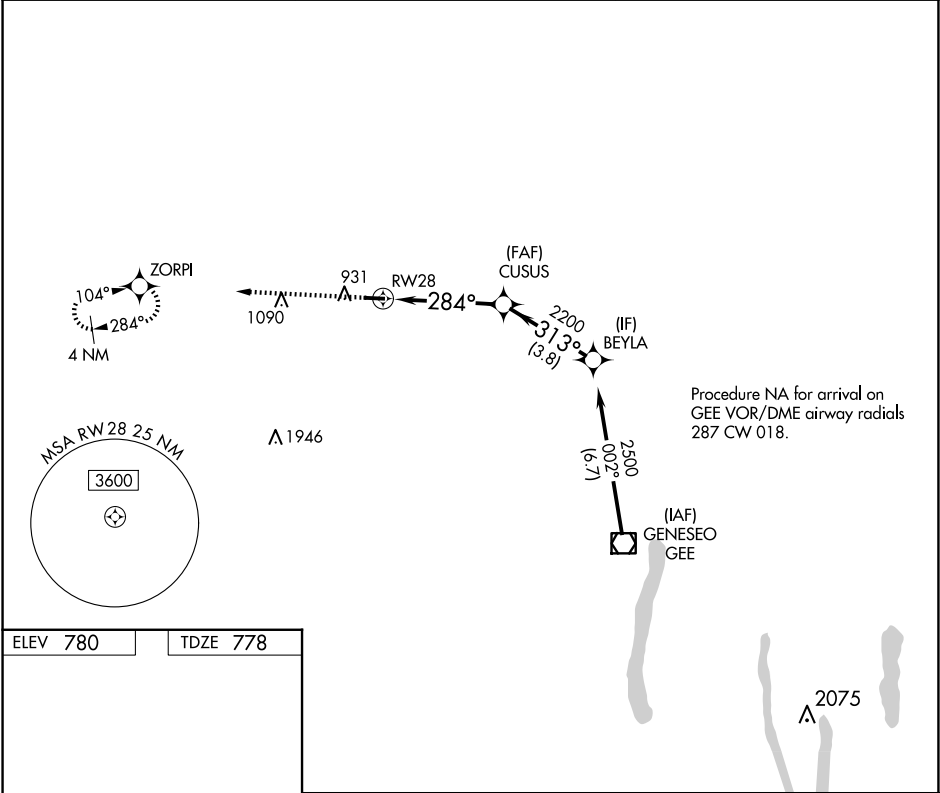 (FAF)
CUSUS
ZORPI
931
RW28
104°
284°
4 NM
1090
284°
2200
313°
(3.8)
(IF)
BEYLA
Procedure NA for arrival on
GEE VOR/DME airway radials
287 CW 018.
1946
MSA RW 28 25 NM
3600
2500
002°
(6.7)
(IAF)
GENESEO
GEE
ELEV 780
TDZE 778
2075